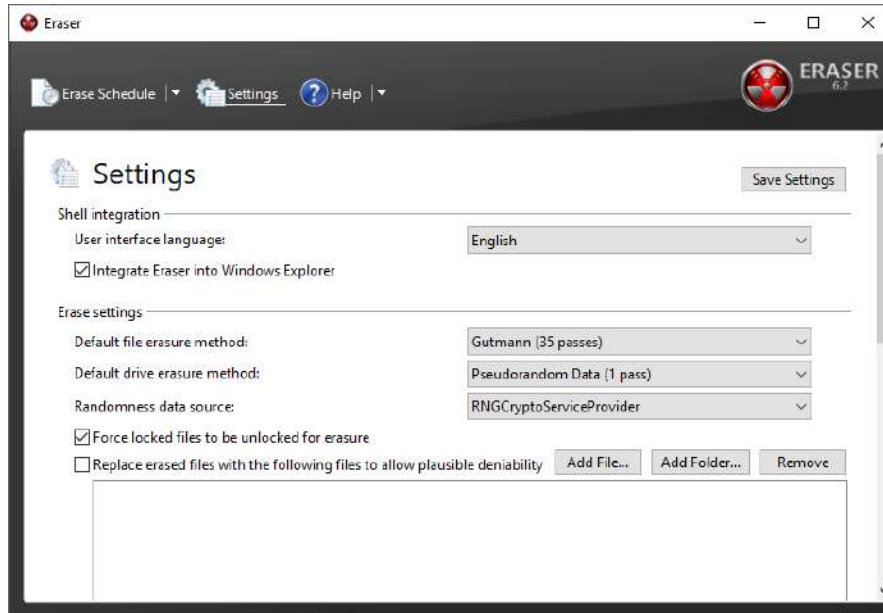 Eraser
Erase Schedule Settings Help
ERASER
6.2
Settings
Save Settings
Shell integration
User interface language: English
Integrate Eraser into Windows Explorer
Erase settings
Default file erasure method: Gutmann (35 passes)
Default drive erasure method: Pseudorandom Data (1 pass)
Randomness data source: RNGCryptoServiceProvider
Force locked files to be unlocked for erasure
Replace erased files with the following files to allow plausible deniability Add File... Add Folder... Remove